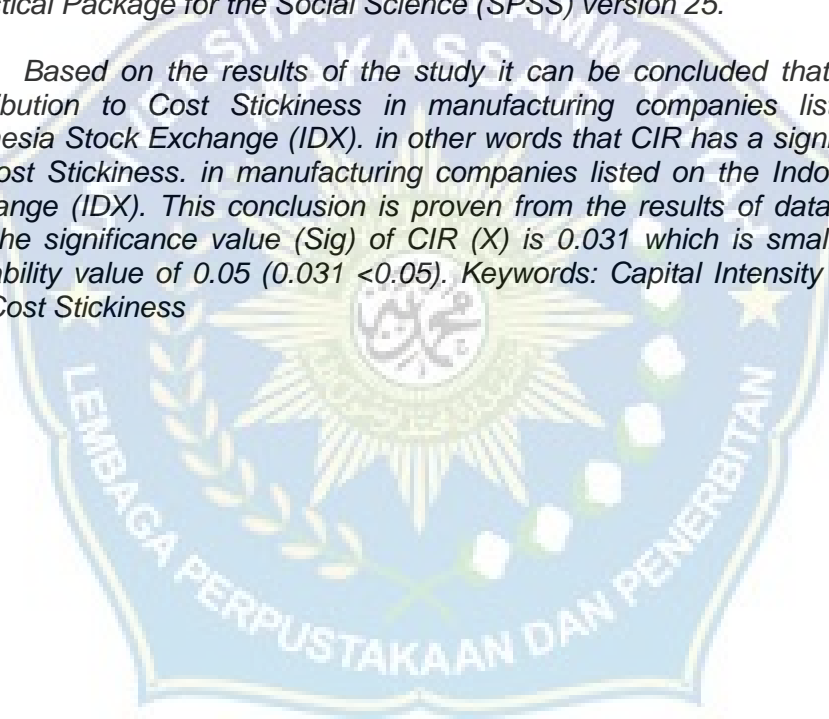 tical Package for the Social Science (SPSS) version 25.
Based on the results of the study it can be concluded that
bution to Cost Stickiness in manufacturing companies lis
esia Stock Exchange (IDX). in other words that CIR has a signi
ost Stickiness. in manufacturing companies listed on the Indo
ange (IDX). This conclusion is proven from the results of data
he significance value (Sig) of CIR (X) is 0.031 which is smal
ability value of 0.05 (0.031 <0.05). Keywords: Capital Intensity
Cost Stickiness
LEMBAGA PERPUSTAKAAN DAN PENERBITAN